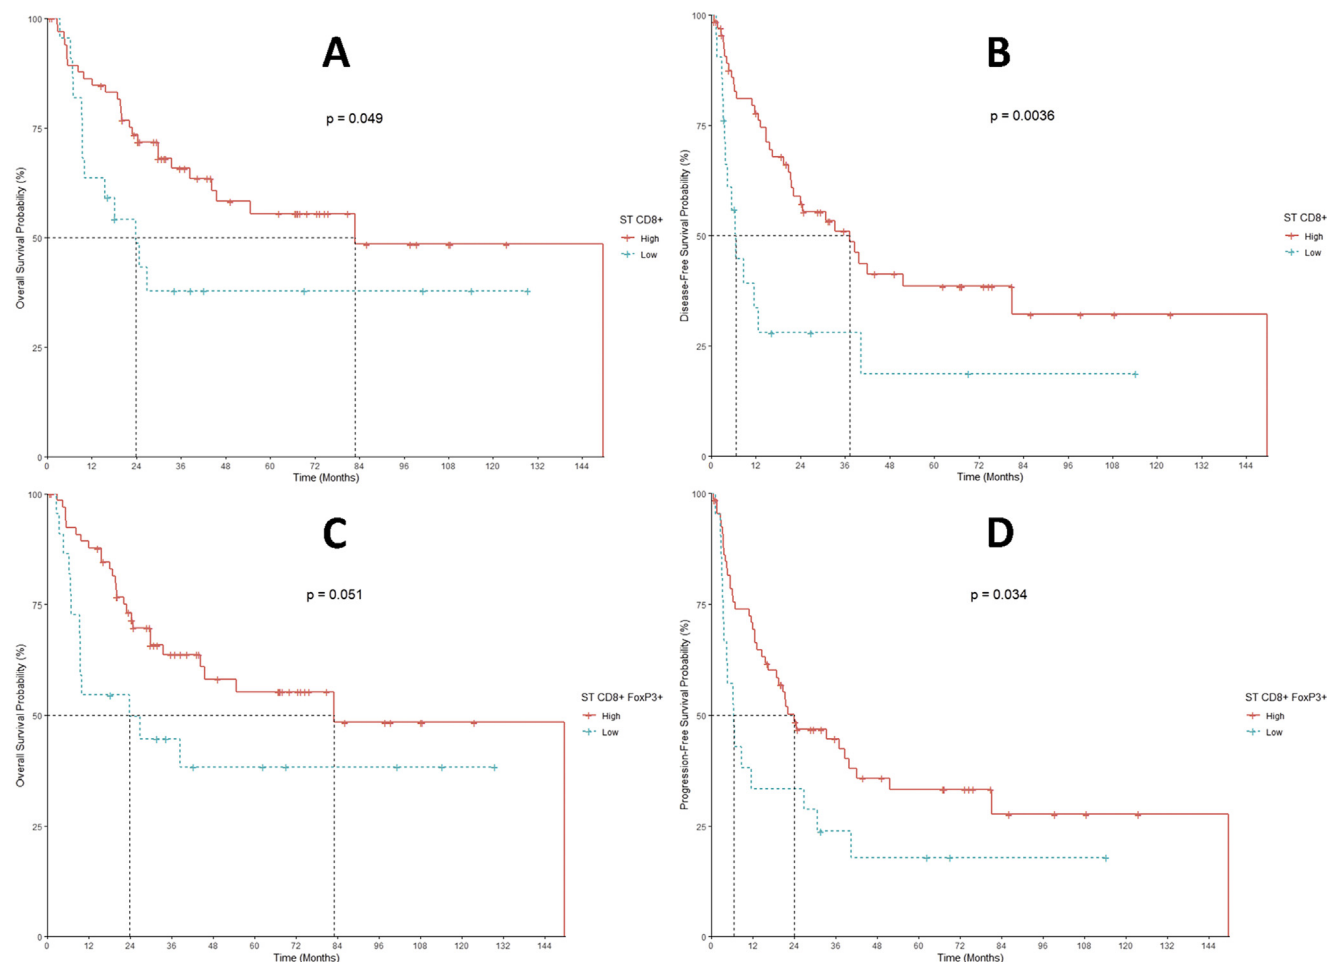 A
p = 0.049
Overall Survival Probability (%)
100
75
50
25
0
0 12 24 36 48 60 72 84 96 108 120 132 144
Time (Months)
ST CD8+
High
Low
B
p = 0.0036
Disease-Free Survival Probability (%)
100
75
50
25
0
0 12 24 36 48 60 72 84 96 108 120 132 144
Time (Months)
ST CD8+
High
Low
C
p = 0.051
Overall Survival Probability (%)
100
75
50
25
0
0 12 24 36 48 60 72 84 96 108 120 132 144
Time (Months)
ST CD8+ FoxP3+
High
Low
D
p = 0.034
Progression-Free Survival Probability (%)
100
75
50
25
0
0 12 24 36 48 60 72 84 96 108 120 132 144
Time (Months)
ST CD8+ FoxP3+
High
Low